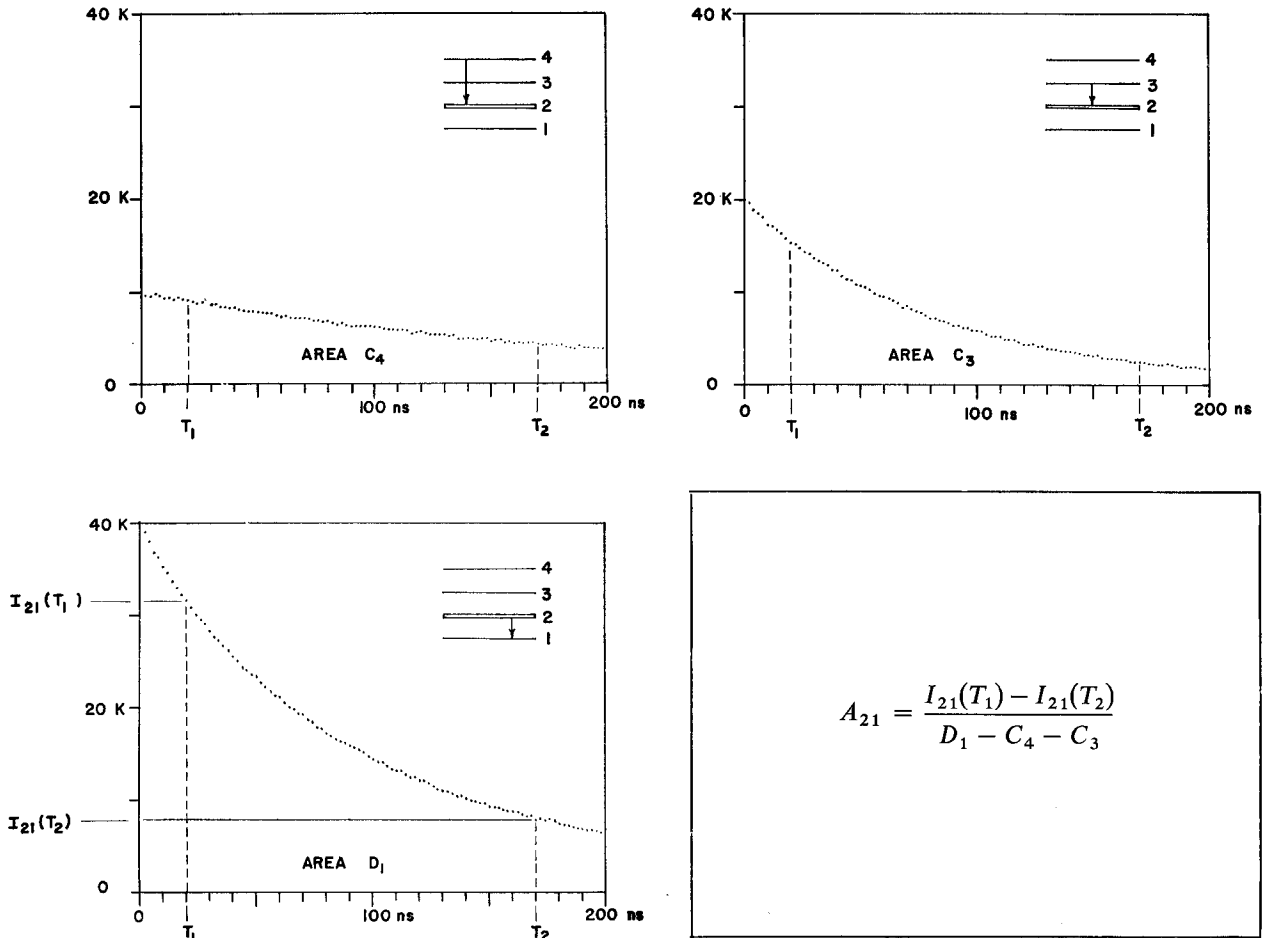 40 K
20 K
0
4
3
2
1
AREA C₄
0
100 ns
200 ns
T₁
T₂
40 K
20 K
0
4
3
2
1
AREA C₃
0
100 ns
200 ns
T₁
T₂
40 K
I₂₁(T₁)
20 K
I₂₁(T₂)
0
4
3
2
1
AREA D₁
0
100 ns
200 ns
T₁
T₂
A₂₁ = (I₂₁(T₁) − I₂₁(T₂)) / (D₁ − C₄ − C₃)